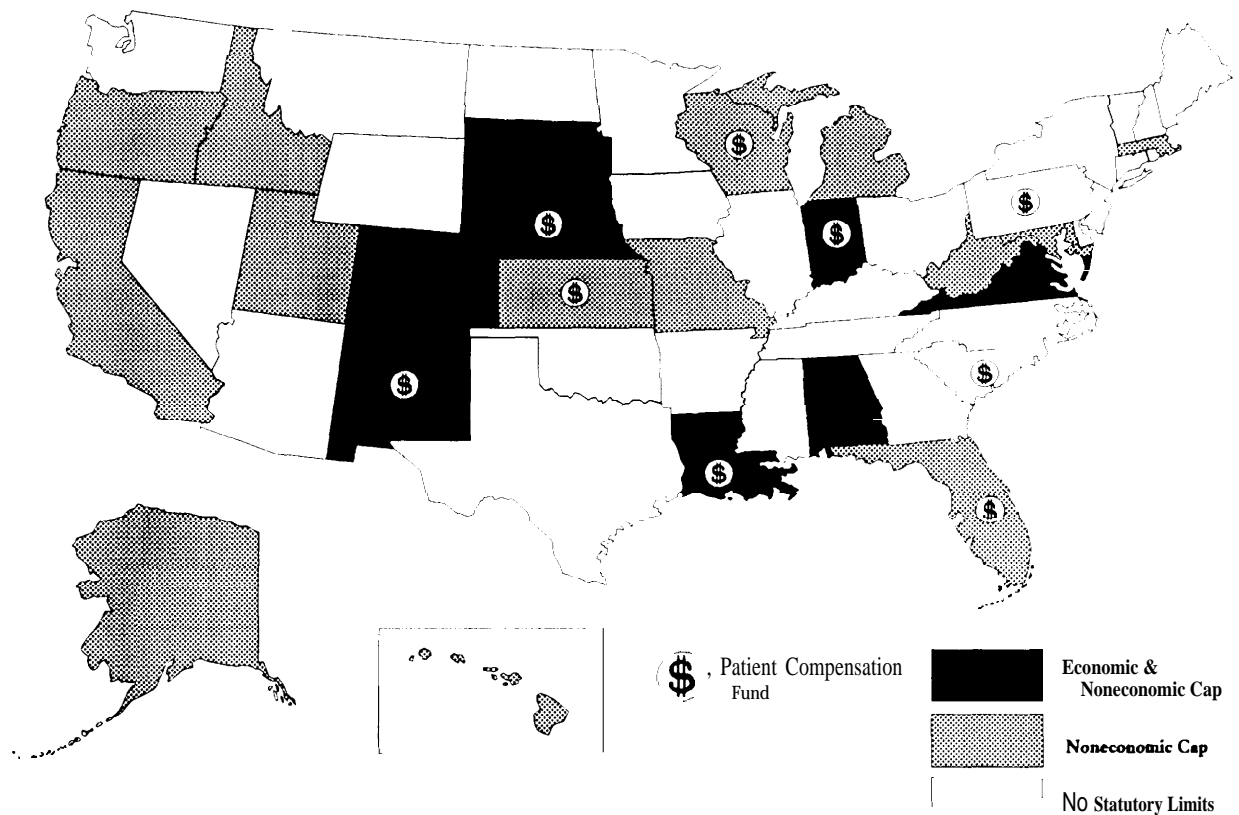 $
$
$
$
$
$
$
$
$
$ , Patient Compensation
Fund
Economic &
Noneconomic Cap
Noneconomic Cap
No Statutory Limits